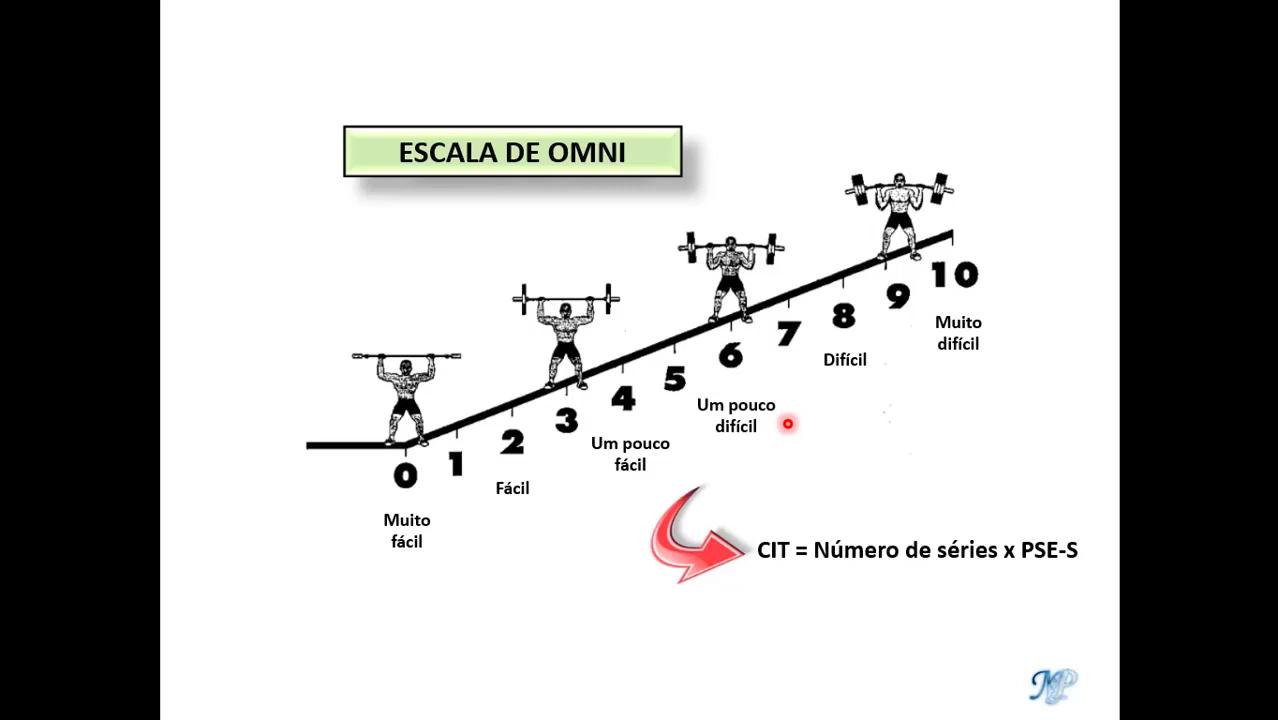 ESCALA DE OMNI
0
1
2
3
4
5
6
7
8
9
10
Muito
fácil
Fácil
Um pouco
fácil
Um pouco
difícil
Difícil
Muito
difícil
CIT = Número de séries x PSE-S
MP